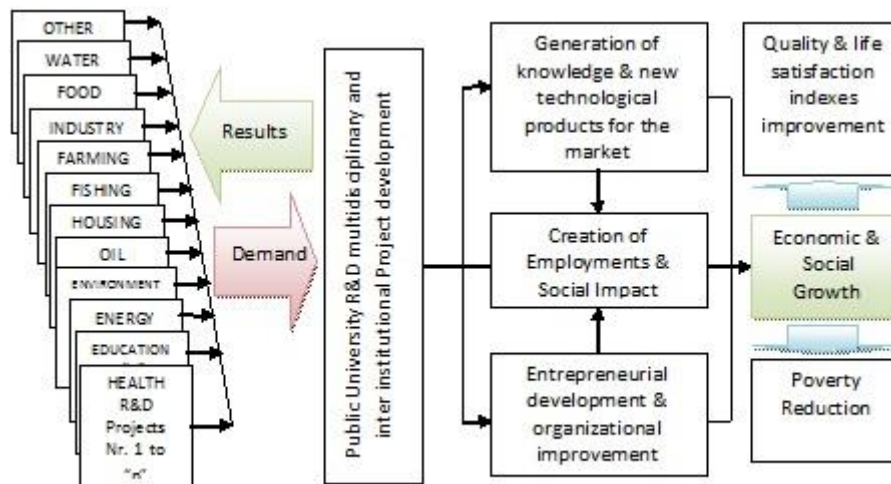 OTHER
WATER
FOOD
INDUSTRY
FARMING
FISHING
HOUSING
OIL
ENVIRONMENT
ENERGY
EDUCATION
HEALTH
R&D
Projects
Nr. 1 to
"n"
Results
Demand
Public University R&D multidisciplinary and
inter institutional Project development
Generation of
knowledge & new
technological
products for the
market
Creation of
Employments &
Social Impact
Entrepreneurial
development &
organizational
improvement
Quality & life
satisfaction
indexes
improvement
Economic &
Social
Growth
Poverty
Reduction